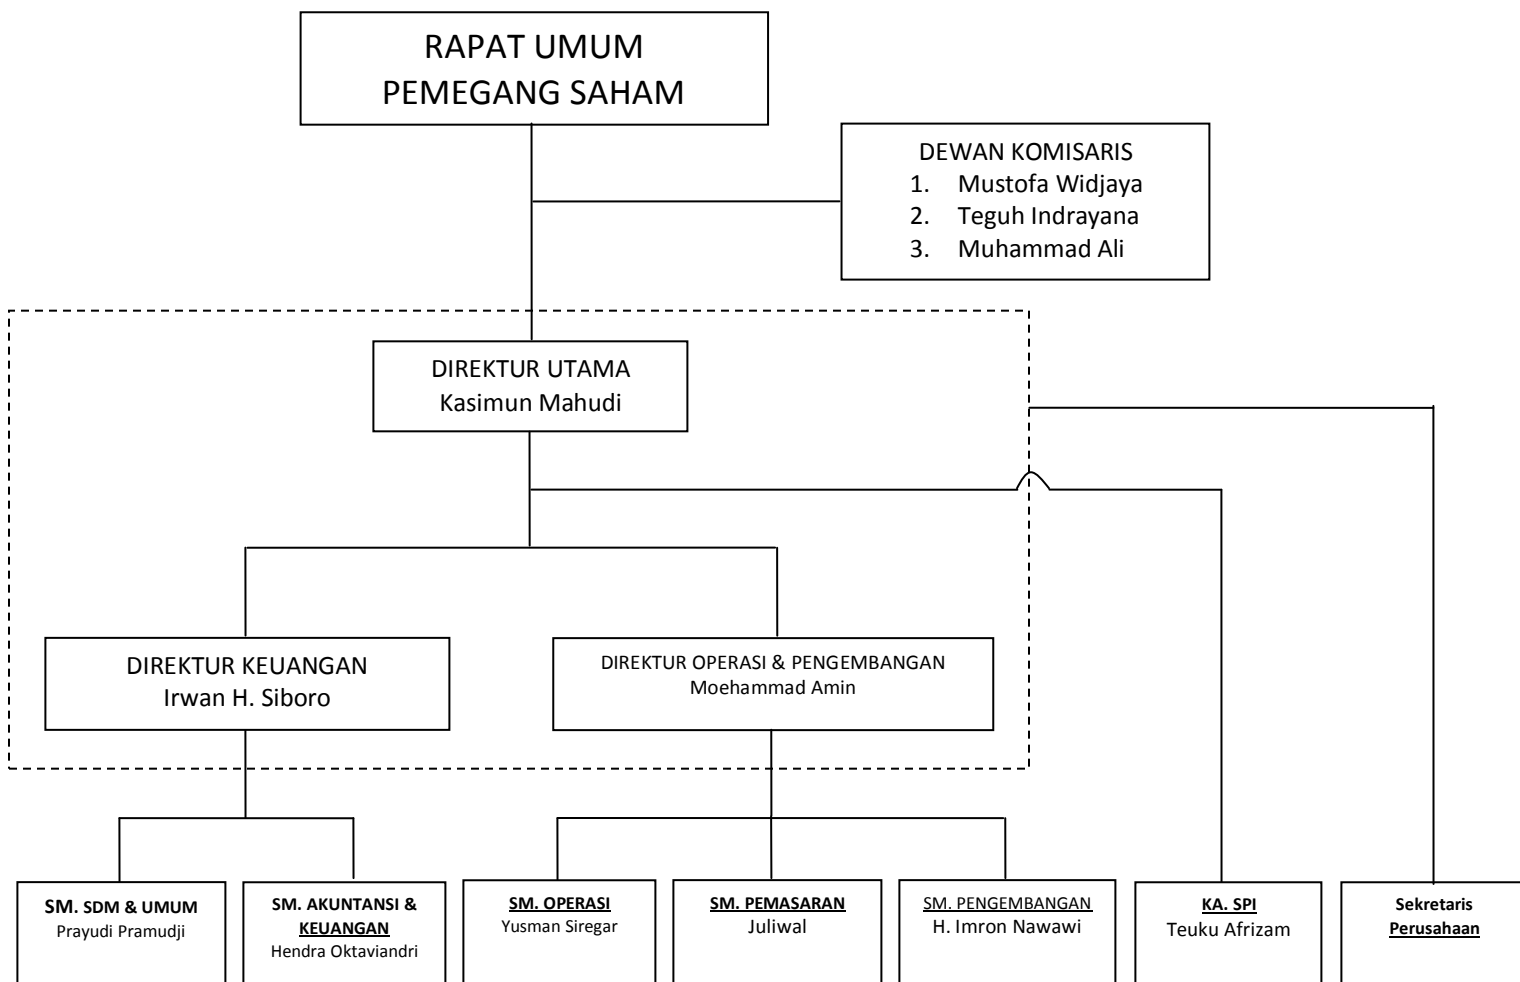 RAPAT UMUM
PEMEGANG SAHAM
DEWAN KOMISARIS
1. Mustofa Widjaya
2. Teguh Indrayana
3. Muhammad Ali
DIREKTUR UTAMA
Kasimun Mahudi
DIREKTUR KEUANGAN
Irwan H. Siboro
DIREKTUR OPERASI & PENGEMBANGAN
Moehammad Amin
SM. SDM & UMUM
Prayudi Pramudji
SM. AKUNTANSI &
KEUANGAN
Hendra Oktaviandri
SM. OPERASI
Yusman Siregar
SM. PEMASARAN
Juliwal
SM. PENGEMBANGAN
H. Imron Nawawi
KA. SPI
Teuku Afrizam
Sekretaris
Perusahaan